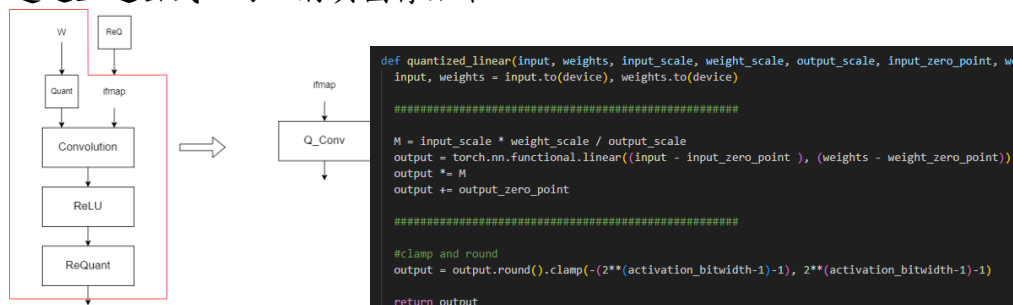 W
ReQ
Quant
ifmap
Convolution
ReLU
ReQuant
ifmap
Q_Conv
def quantized_linear(input, weights, input_scale, weight_scale, output_scale, input_zero_point, w
input, weights = input.to(device), weights.to(device)
#####################################################
M = input_scale * weight_scale / output_scale
output = torch.nn.functional.linear((input - input_zero_point ), (weights - weight_zero_point))
output *= M
output += output_zero_point
#####################################################
#clamp and round
output = output.round().clamp(-(2**(activation_bitwidth-1)-1), 2**(activation_bitwidth-1)-1)
return output